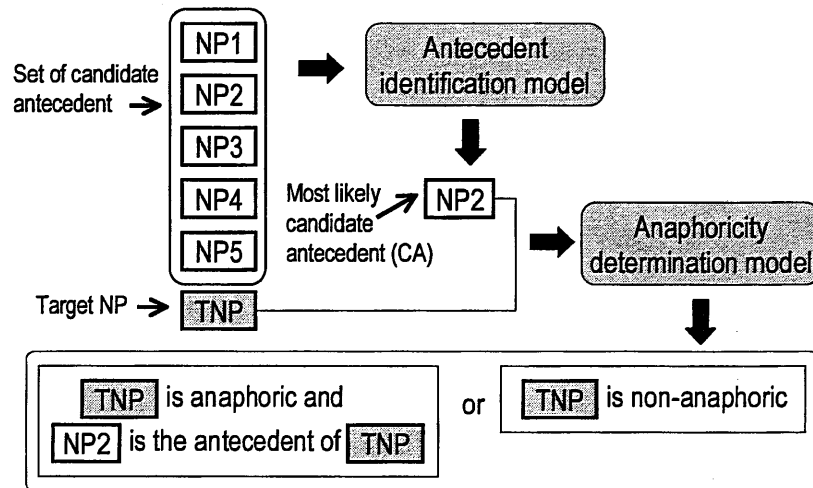 NP1
NP2
NP3
NP4
NP5
Set of candidate
antecedent
Antecedent
identification model
Most likely
candidate
antecedent (CA)
NP2
Anaphoricity
determination model
Target NP
TNP
TNP is anaphoric and
NP2 is the antecedent of TNP
or
TNP is non-anaphoric